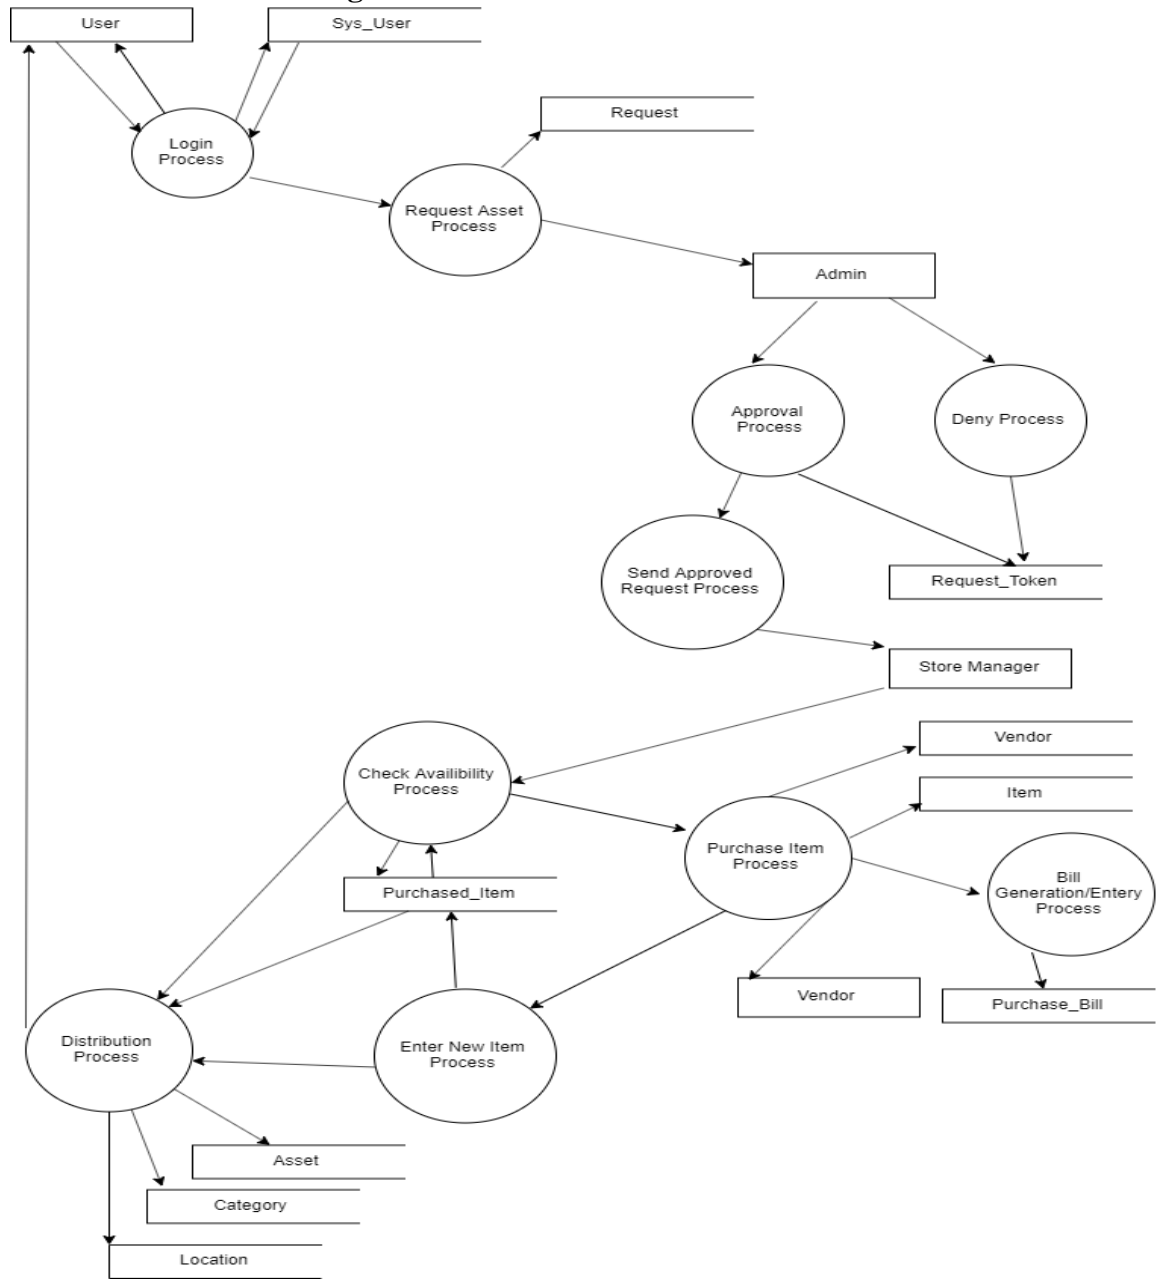 User
Sys_User
Login
Process
Request
Request Asset
Process
Admin
Approval
Process
Deny Process
Send Approved
Request Process
Request_Token
Store Manager
Check Availibility
Process
Vendor
Item
Purchase Item
Process
Bill
Generation/Entery
Process
Purchased_Item
Vendor
Purchase_Bill
Distribution
Process
Enter New Item
Process
Asset
Category
Location